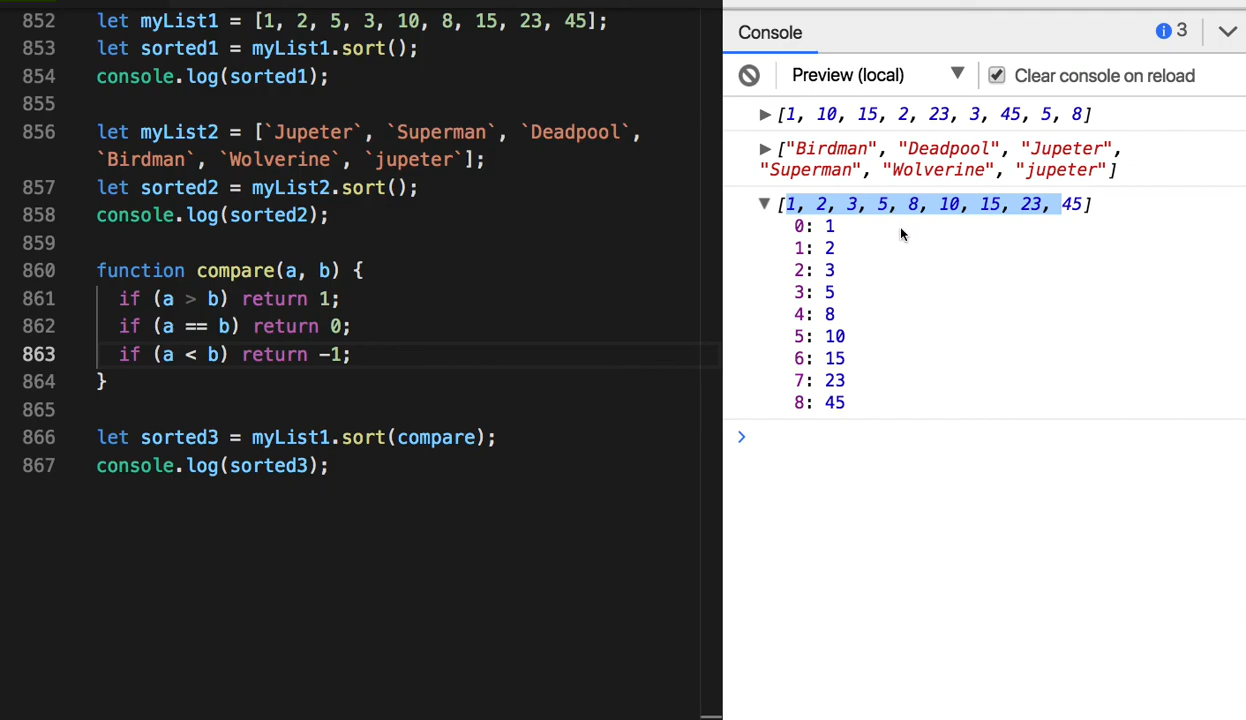 852 let myList1 = [1, 2, 5, 3, 10, 8, 15, 23, 45];
853 let sorted1 = myList1.sort();
854 console.log(sorted1);
855
856 let myList2 = [`Jupeter`, `Superman`, `Deadpool`,
`Birdman`, `Wolverine`, `jupeter`];
857 let sorted2 = myList2.sort();
858 console.log(sorted2);
859
860 function compare(a, b) {
861 if (a > b) return 1;
862 if (a == b) return 0;
863 if (a < b) return -1;
864 }
865
866 let sorted3 = myList1.sort(compare);
867 console.log(sorted3);
Console 3
Preview (local) Clear console on reload
[1, 10, 15, 2, 23, 3, 45, 5, 8]
["Birdman", "Deadpool", "Jupeter",
"Superman", "Wolverine", "jupeter"]
[1, 2, 3, 5, 8, 10, 15, 23, 45]
0: 1
1: 2
2: 3
3: 5
4: 8
5: 10
6: 15
7: 23
8: 45